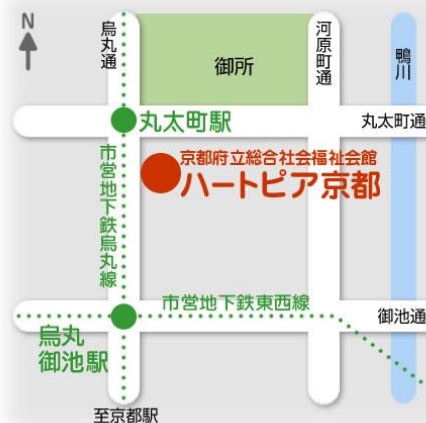 N
烏丸通
御所
河原町通
鴨川
丸太町駅
丸太町通
京都府立総合社会福祉会館
ハートピア京都
市営地下鉄烏丸線
市営地下鉄東西線
御池通
烏丸
御池駅
至京都駅